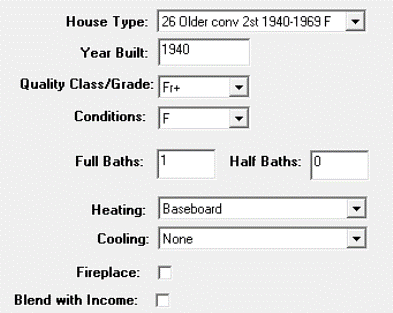 House Type: 26 Older conv 2st 1940-1969 F
Year Built: 1940
Quality Class/Grade: Fr+
Conditions: F
Full Baths: 1 Half Baths: 0
Heating: Baseboard
Cooling: None
Fireplace:
Blend with Income: